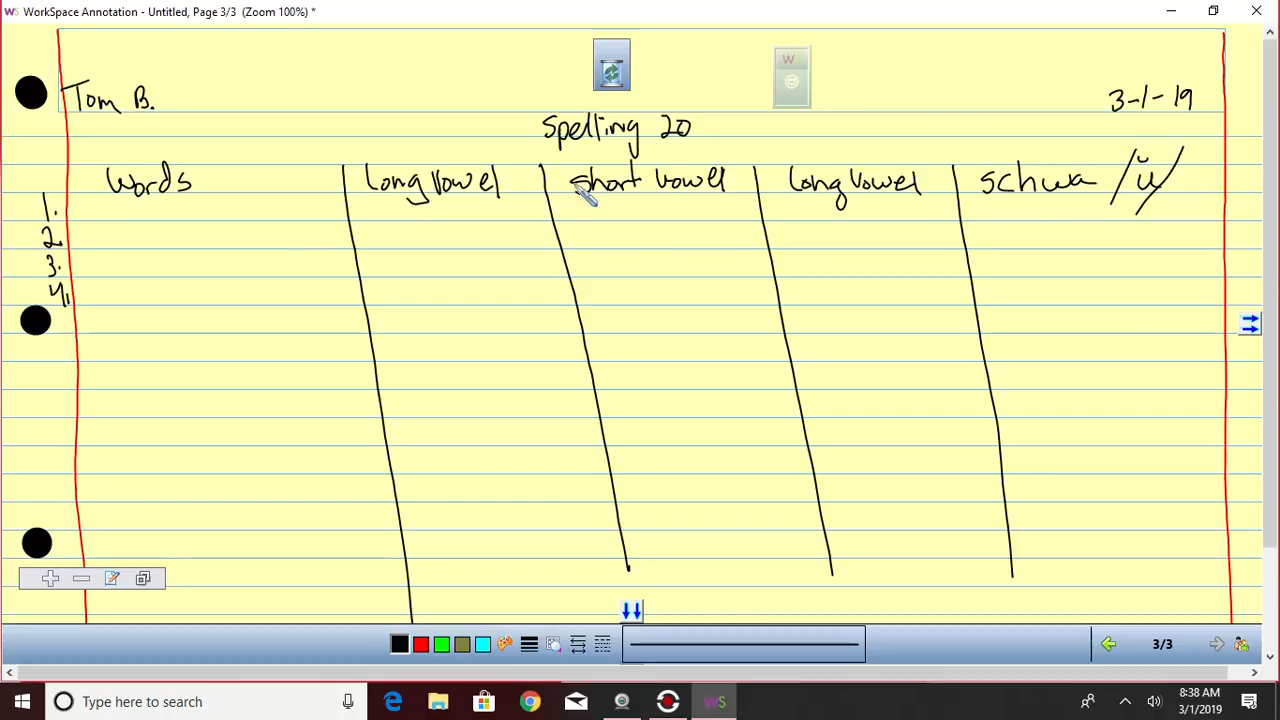 WorkSpace Annotation - Untitled, Page 3/3 (Zoom 100%) *
Tom B.
3-1-19
Spelling 20
Words long vowel short vowel long vowel schwa /ŭ/
1.
2.
3.
4.
3/3
Type here to search
8:38 AM
3/1/2019